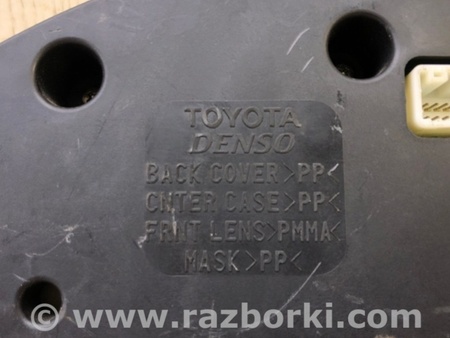 TOYOTA
DENSO
BACK COVER>PP<
CNTER CASE>PP<
FRNT LENS>PMMA<
MASK>PP<
© www.razborki.com